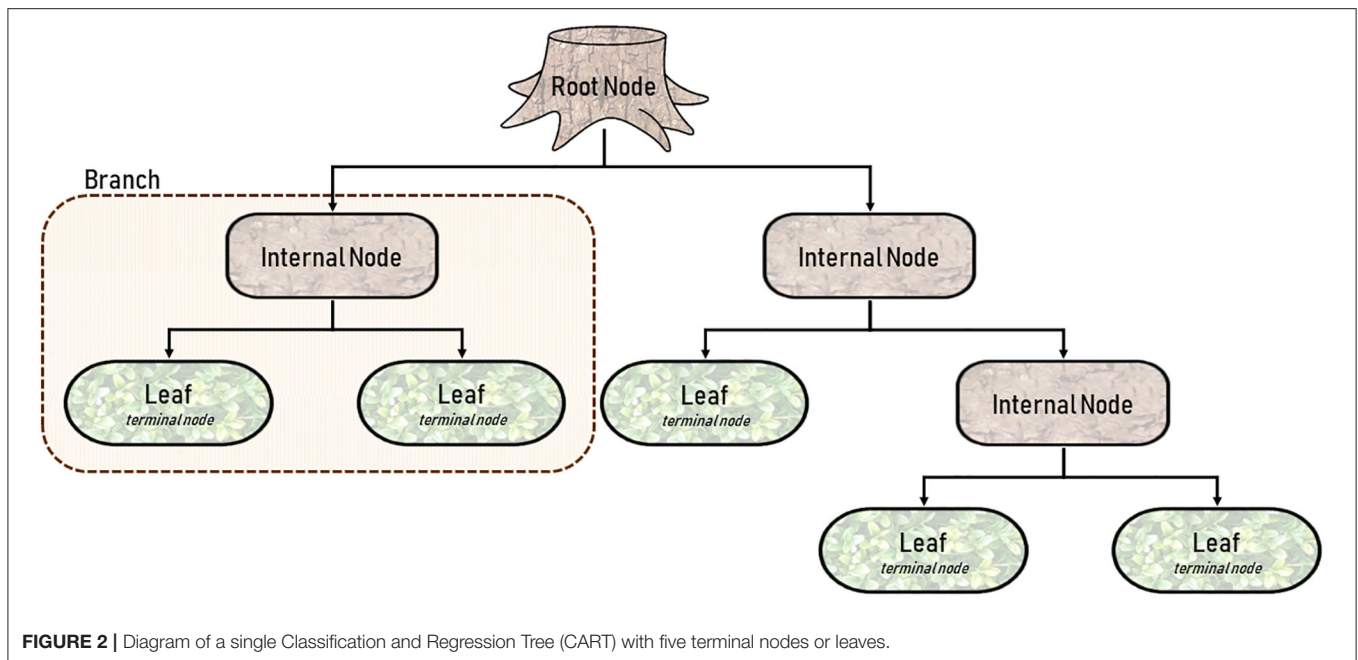 Root Node
Branch
Internal Node
Internal Node
Leaf
terminal node
Leaf
terminal node
Leaf
terminal node
Internal Node
Leaf
terminal node
Leaf
terminal node
FIGURE 2 | Diagram of a single Classification and Regression Tree (CART) with five terminal nodes or leaves.